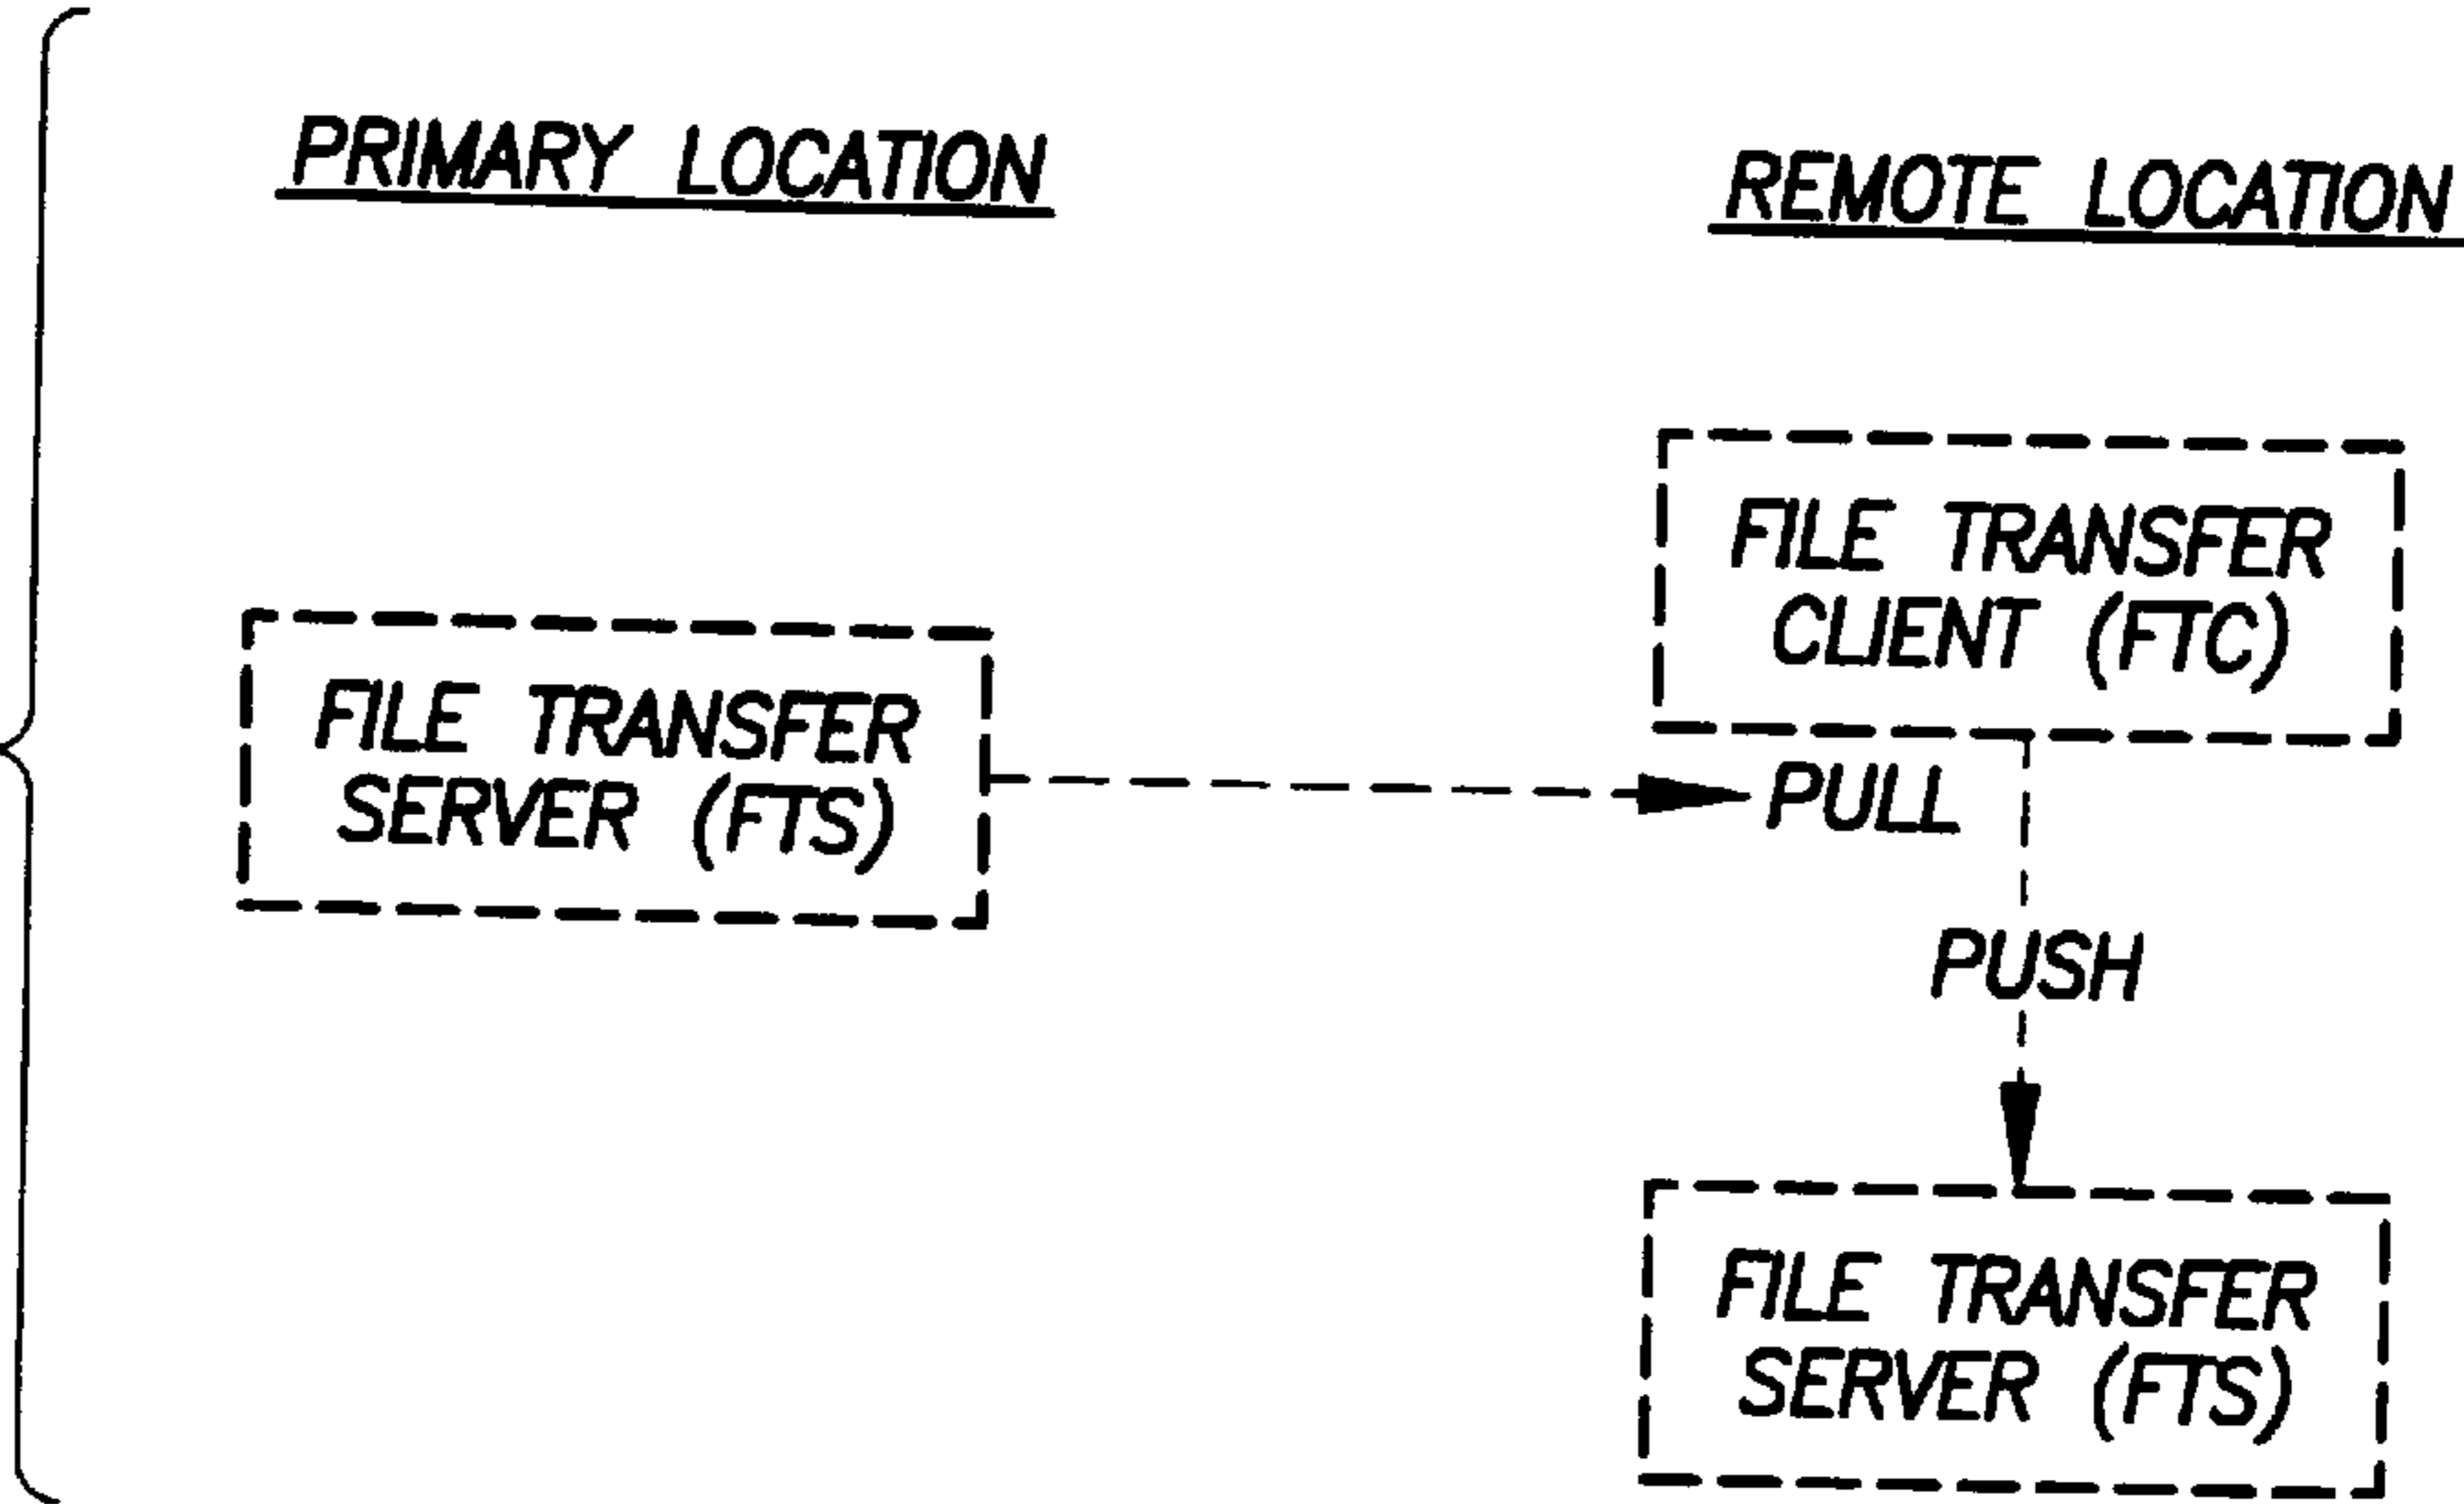 PRIMARY LOCATION
REMOTE LOCATION
FILE TRANSFER
CLIENT (FTC)
FILE TRANSFER
SERVER (FTS)
PULL
PUSH
FILE TRANSFER
SERVER (FTS)